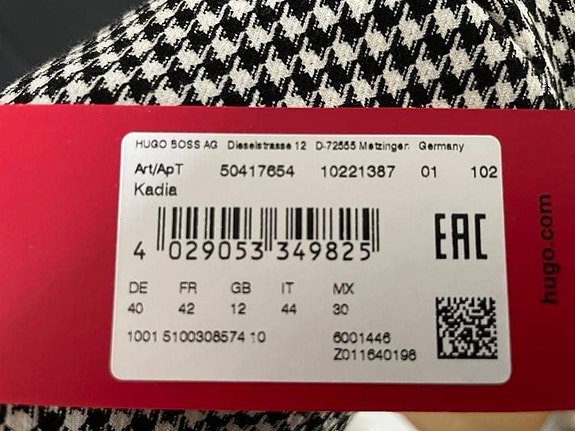 HUGO BOSS AG Dieselstrasse 12 D-72555 Metzingen Germany
Art/ApT 50417654 10221387 01 102
Kadia
4 029053 349825
EAC
DE FR GB IT MX
40 42 12 44 30
1001 5100308574 10 6001446
Z011640198
hugo.com